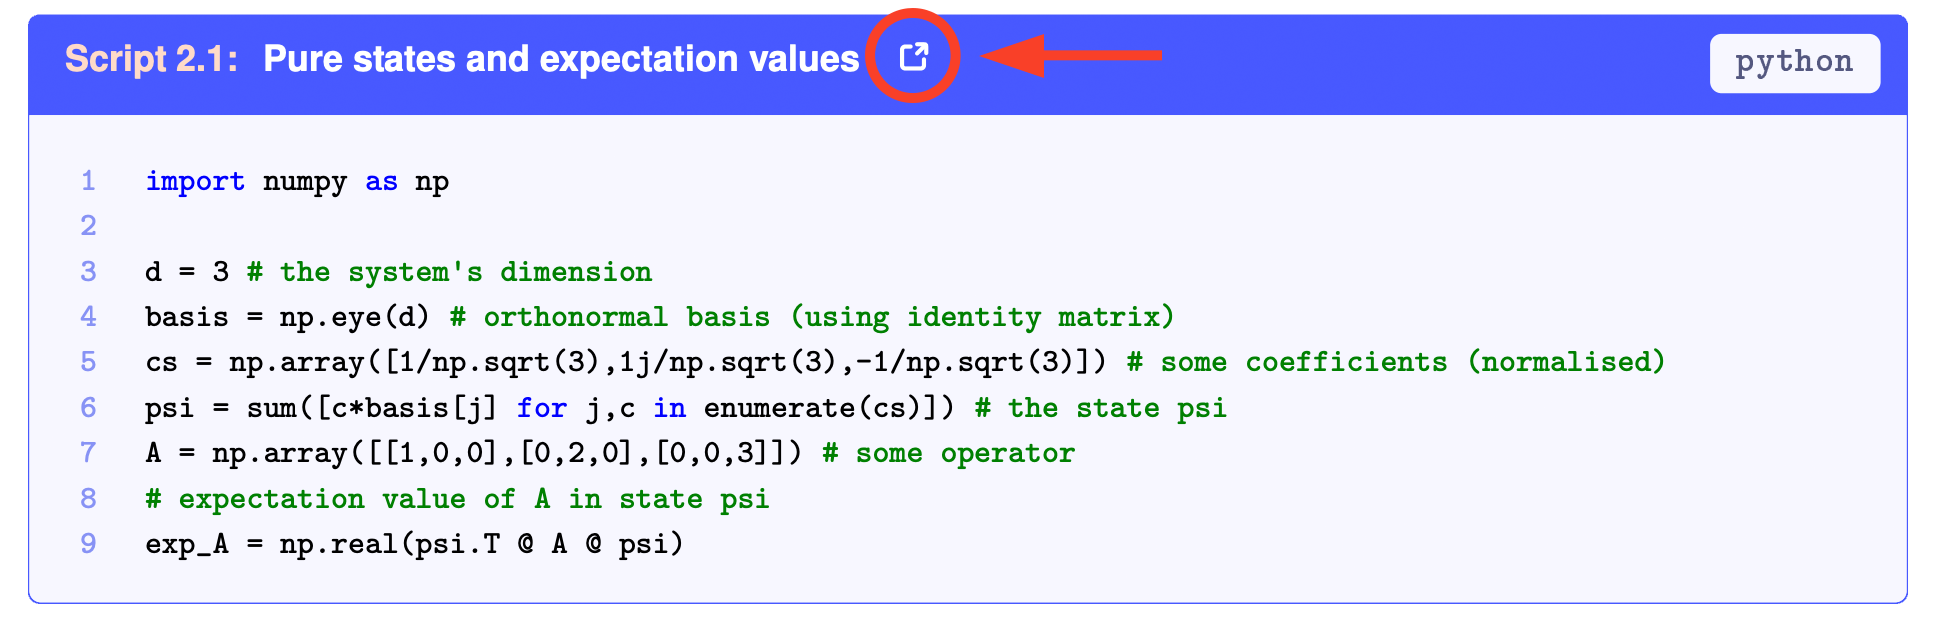 Script 2.1: Pure states and expectation values
python
1 import numpy as np
2
3 d = 3 # the system's dimension
4 basis = np.eye(d) # orthonormal basis (using identity matrix)
5 cs = np.array([1/np.sqrt(3),1j/np.sqrt(3),-1/np.sqrt(3)]) # some coefficients (normalised)
6 psi = sum([c*basis[j] for j,c in enumerate(cs)]) # the state psi
7 A = np.array([[1,0,0],[0,2,0],[0,0,3]]) # some operator
8 # expectation value of A in state psi
9 exp_A = np.real(psi.T @ A @ psi)